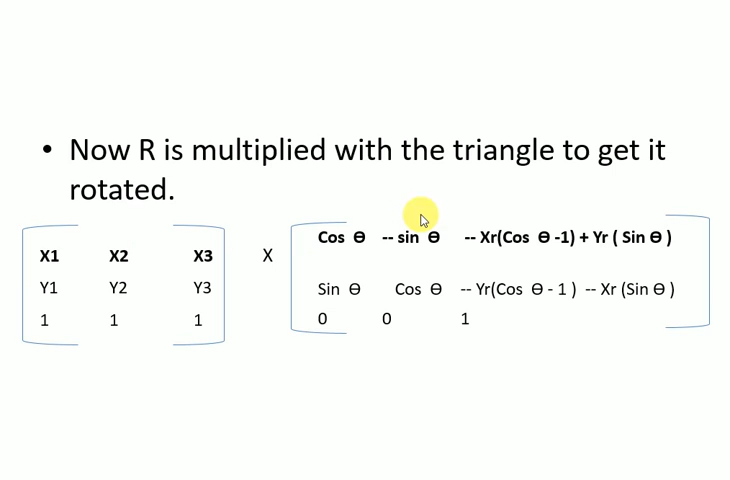 • Now R is multiplied with the triangle to get it
rotated.
X1 X2 X3 X Cos ϴ -- sin ϴ -- Xr(Cos ϴ -1) + Yr ( Sin ϴ )
Y1 Y2 Y3 Sin ϴ Cos ϴ -- Yr(Cos ϴ - 1 ) -- Xr (Sin ϴ )
1 1 1 0 0 1